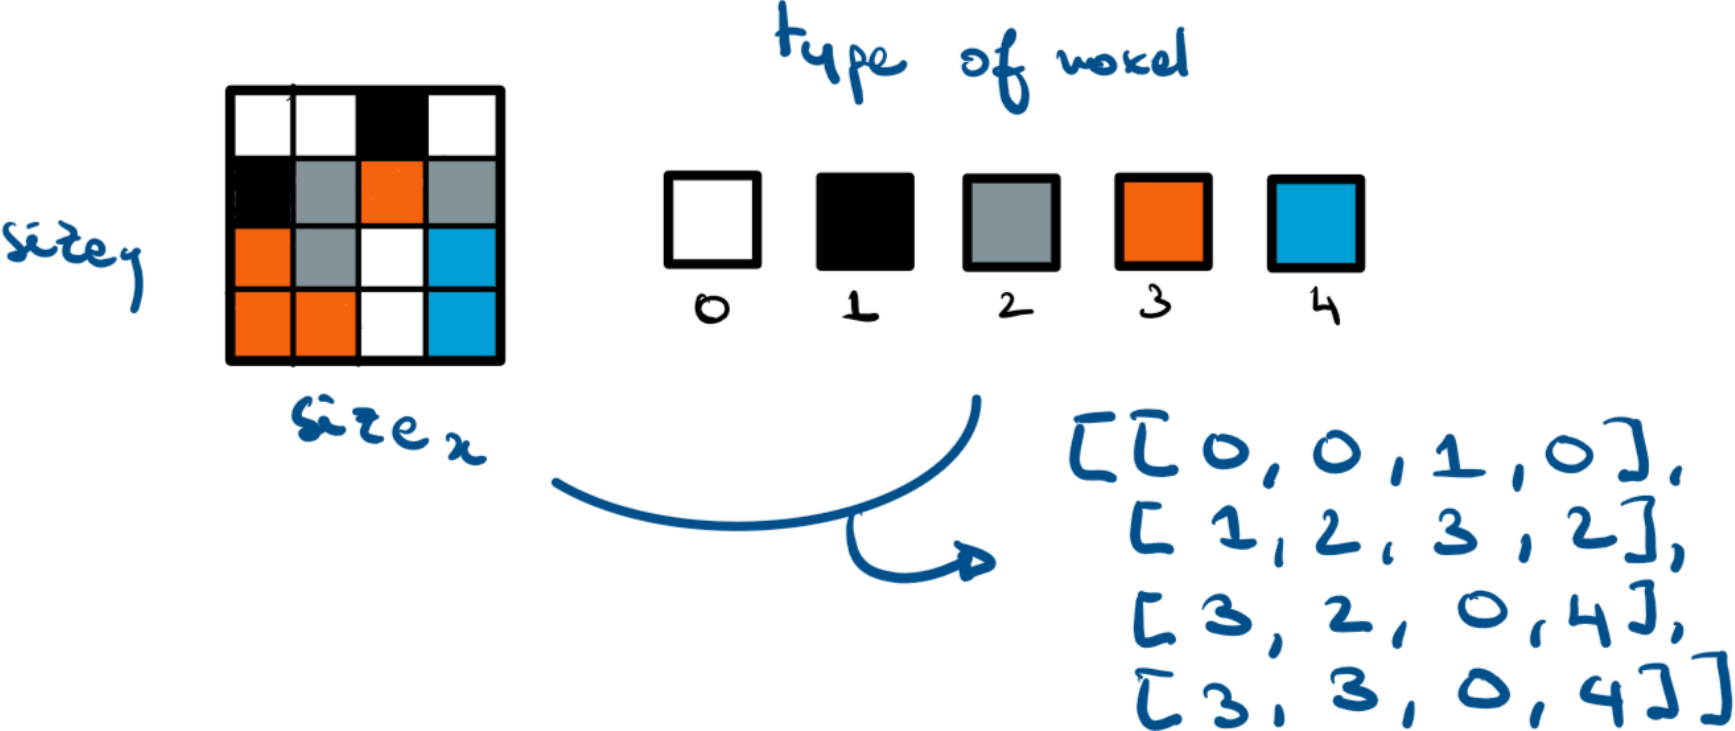 type of voxel
size y
0 1 2 3 4
size x
[[0, 0, 1, 0],
[1, 2, 3, 2],
[3, 2, 0, 4],
[3, 3, 0, 4]]